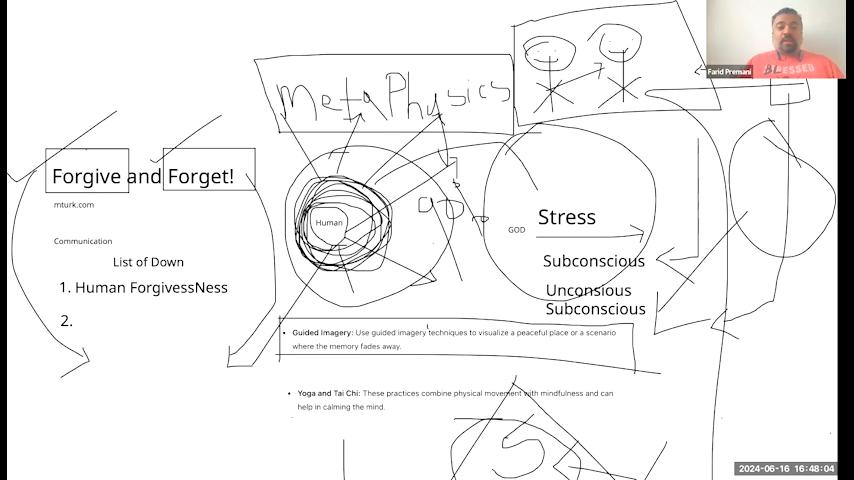 MetaPhysics
BLESSED
Farid Premani
Forgive and Forget!
mturk.com
Communication
List of Down
1. Human ForgivessNess
2.
Human
90%
GOD
Stress
Subconscious
Unconsious
Subconscious
• Guided Imagery: Use guided imagery techniques to visualize a peaceful place or a scenario
where the memory fades away.
• Yoga and Tai Chi: These practices combine physical movement with mindfulness and can
help in calming the mind.
S
2024-06-16 16:48:04